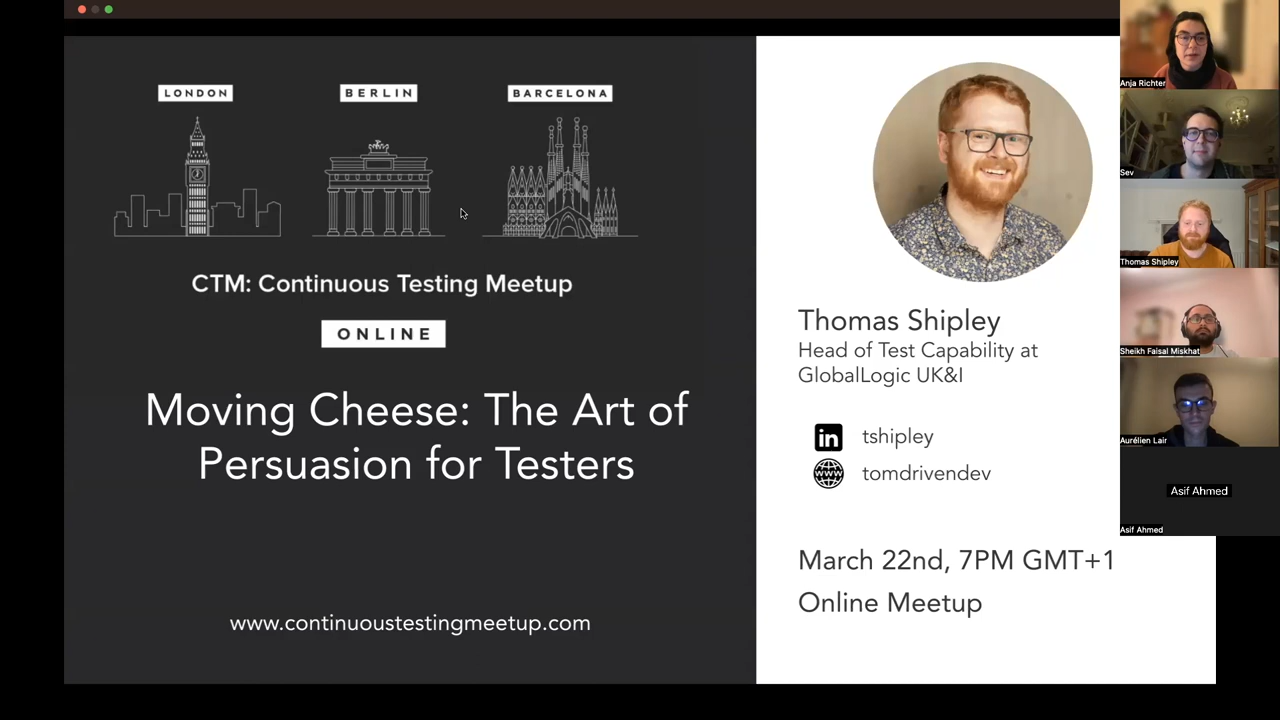 LONDON
BERLIN
BARCELONA
CTM: Continuous Testing Meetup
ONLINE
Moving Cheese: The Art of
Persuasion for Testers
www.continuoustestingmeetup.com
Thomas Shipley
Head of Test Capability at
GlobalLogic UK&I
in
tshipley
www
tomdrivendev
March 22nd, 7PM GMT+1
Online Meetup
Anja Richter
Sev
Thomas Shipley
Sheikh Faisal Miskhat
Aurélien Lair
Asif Ahmed
Asif Ahmed